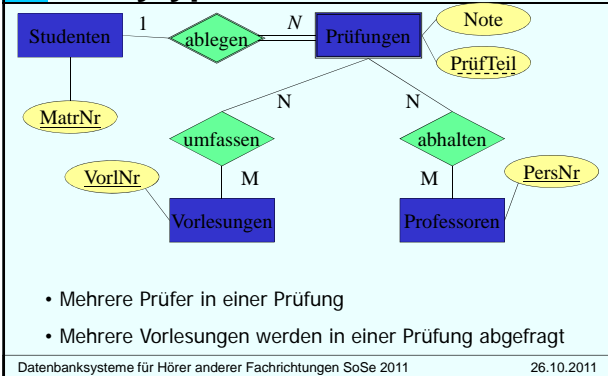 1
N
Note
Studenten
ablegen
Prüfungen
PrüfTeil
MatrNr
N
N
umfassen
abhalten
VorlNr
M
M
PersNr
Vorlesungen
Professoren
• Mehrere Prüfer in einer Prüfung
• Mehrere Vorlesungen werden in einer Prüfung abgefragt
Datenbanksysteme für Hörer anderer Fachrichtungen SoSe 2011 26.10.2011